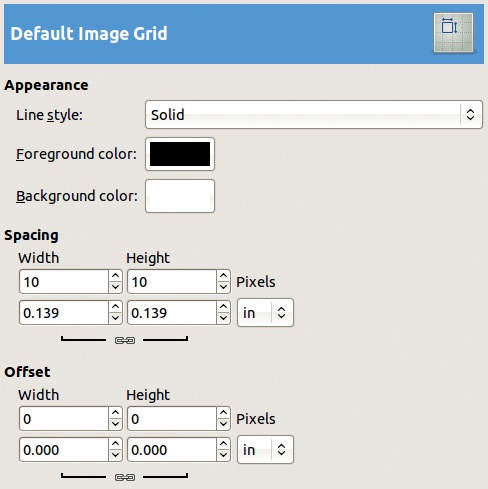 Default Image Grid
Appearance
Line style: Solid
Foreground color:
Background color:
Spacing
Width Height
10 10 Pixels
0.139 0.139 in
Offset
Width Height
0 0 Pixels
0.000 0.000 in